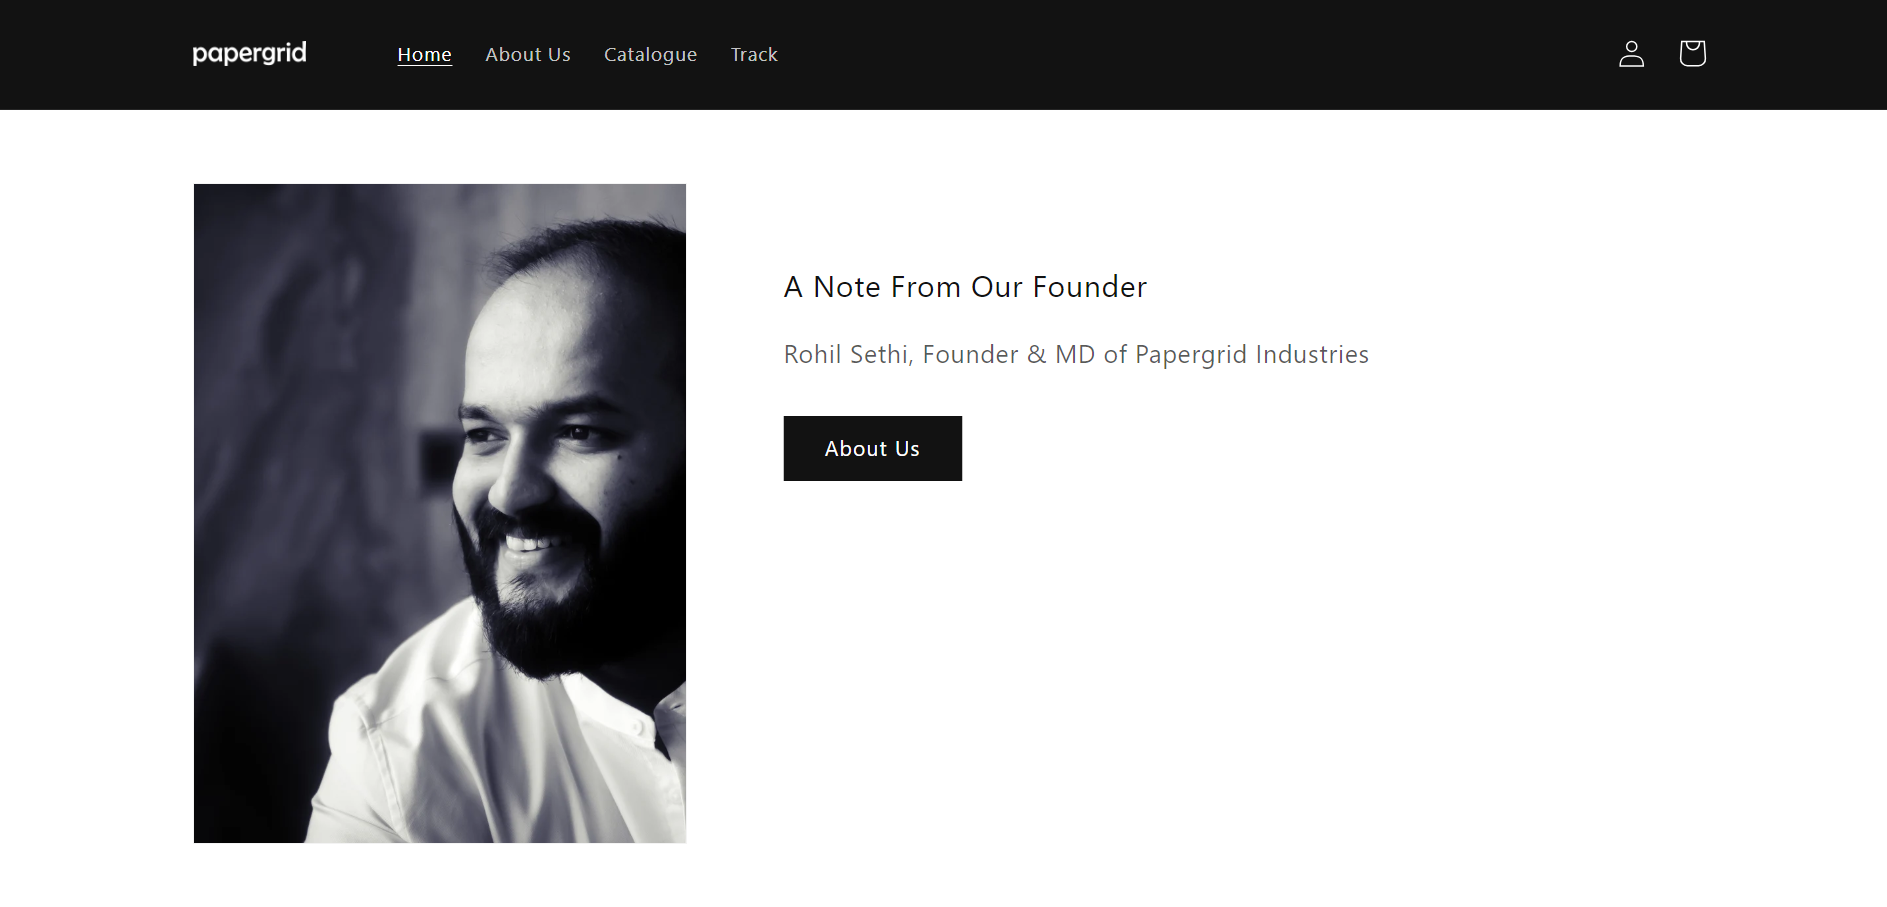 papergrid
Home About Us Catalogue Track
A Note From Our Founder
Rohil Sethi, Founder & MD of Papergrid Industries
About Us